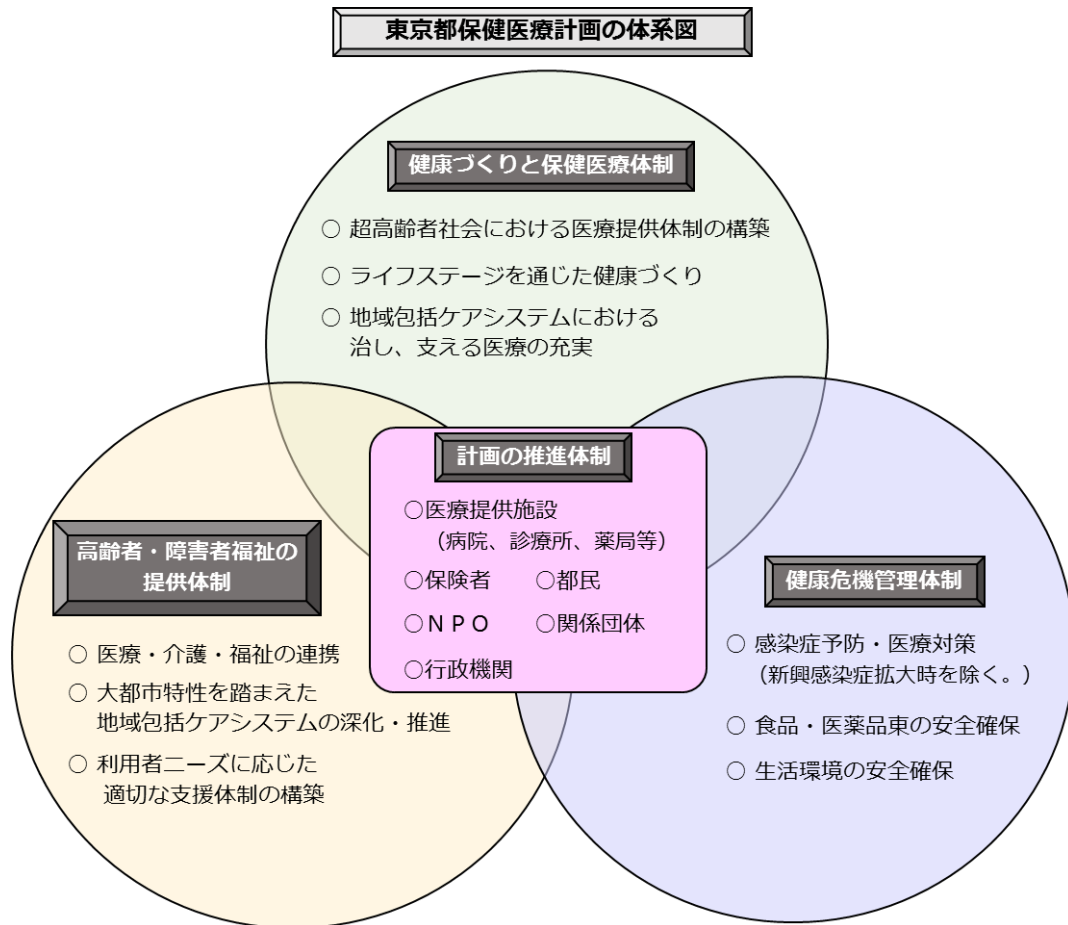 東京都保健医療計画の体系図
健康づくりと保健医療体制
○ 超高齢者社会における医療提供体制の構築
○ ライフステージを通じた健康づくり
○ 地域包括ケアシステムにおける
治し、支える医療の充実
計画の推進体制
○医療提供施設
（病院、診療所、薬局等）
○保険者 ○都民
○ＮＰＯ ○関係団体
○行政機関
高齢者・障害者福祉の
提供体制
○ 医療・介護・福祉の連携
○ 大都市特性を踏まえた
地域包括ケアシステムの深化・推進
○ 利用者ニーズに応じた
適切な支援体制の構築
健康危機管理体制
○ 感染症予防・医療対策
（新興感染症拡大時を除く。）
○ 食品・医薬品東の安全確保
○ 生活環境の安全確保